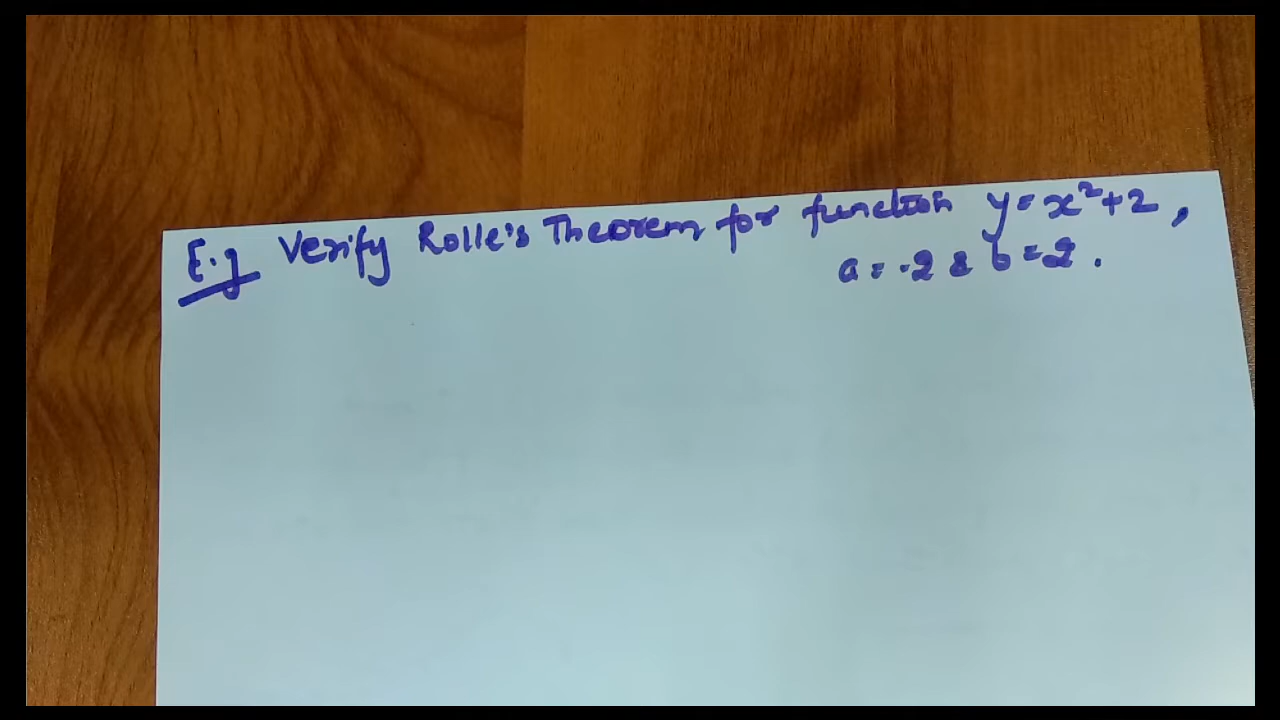 E.g Verify Rolle's Theorem for function y = x²+2,
a = -2 & b = 2.